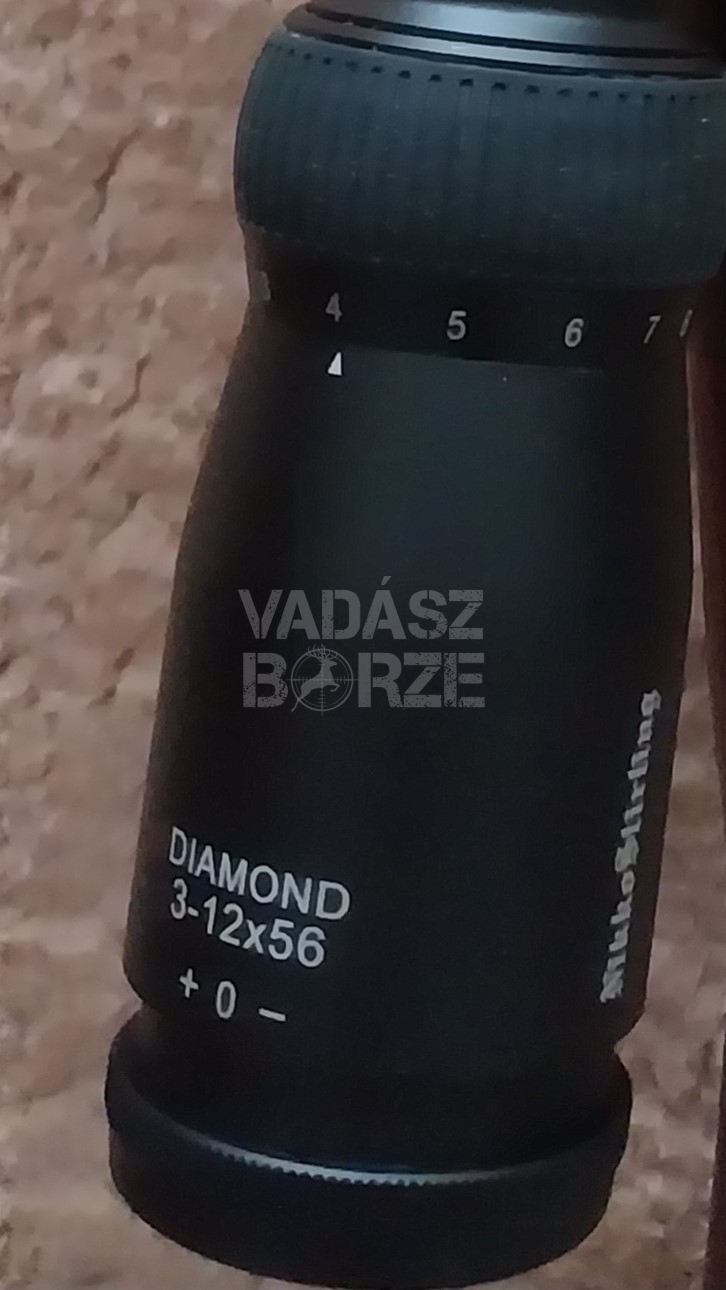 4 5 6 7
VADÁSZ
BÖRZE
DIAMOND
3-12x56
+ 0 -
NikkoStirling